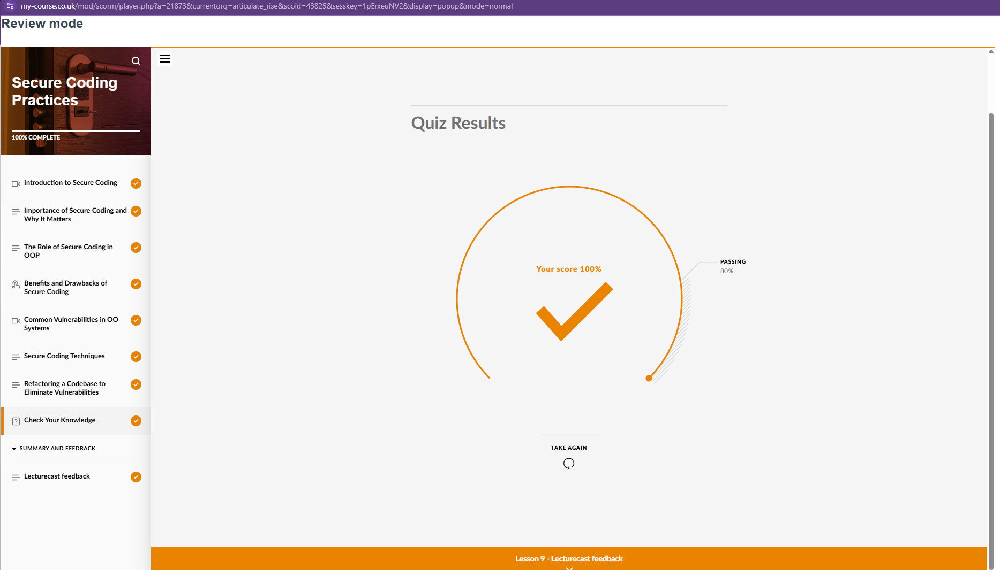 my-course.co.uk/mod/scorm/player.php?a=21873&currentorg=articulate_rise&scoid=43825&sesskey=1pErxeuNV2&display=popup&mode=normal
Review mode
Secure Coding
Practices
100% COMPLETE
Introduction to Secure Coding
Importance of Secure Coding and
Why It Matters
The Role of Secure Coding in
OOP
Benefits and Drawbacks of
Secure Coding
Common Vulnerabilities in OO
Systems
Secure Coding Techniques
Refactoring a Codebase to
Eliminate Vulnerabilities
Check Your Knowledge
SUMMARY AND FEEDBACK
Lecturecast feedback
Quiz Results
Your score 100%
PASSING
80%
TAKE AGAIN
Lesson 9 - Lecturecast feedback